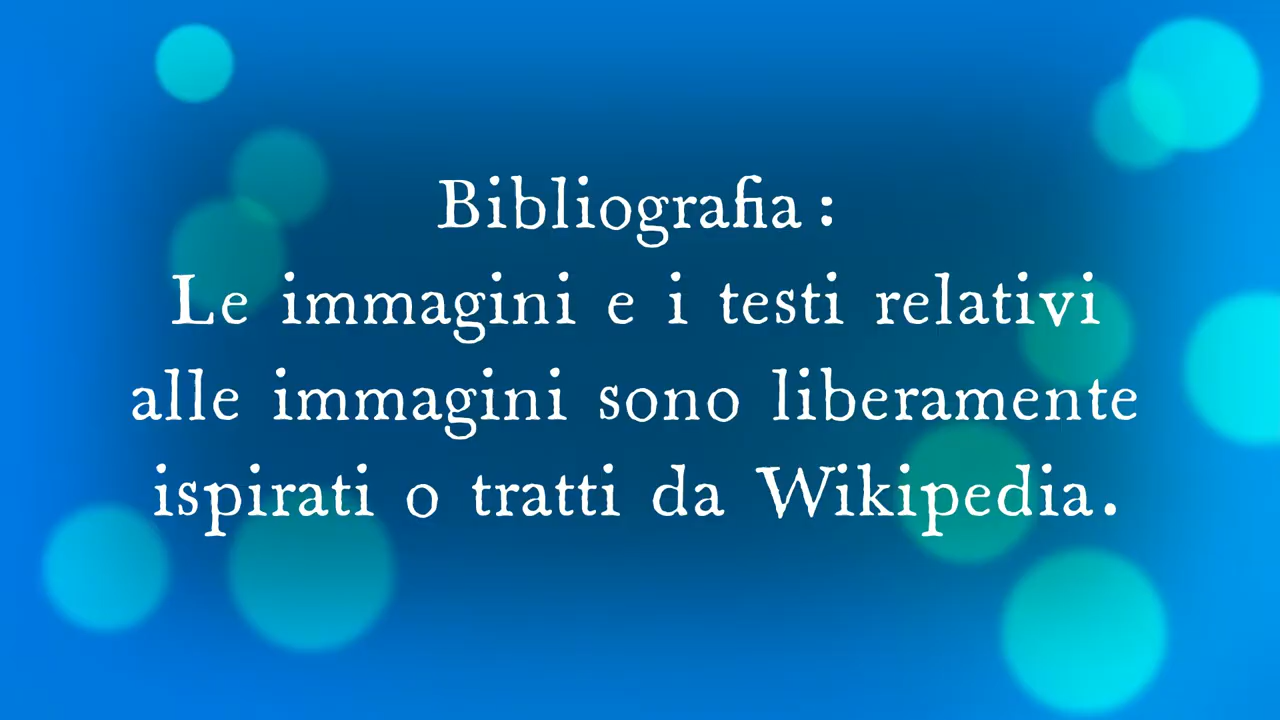 Bibliografia :
Le immagini e i testi relativi
alle immagini sono liberamente
ispirati o tratti da Wikipedia.